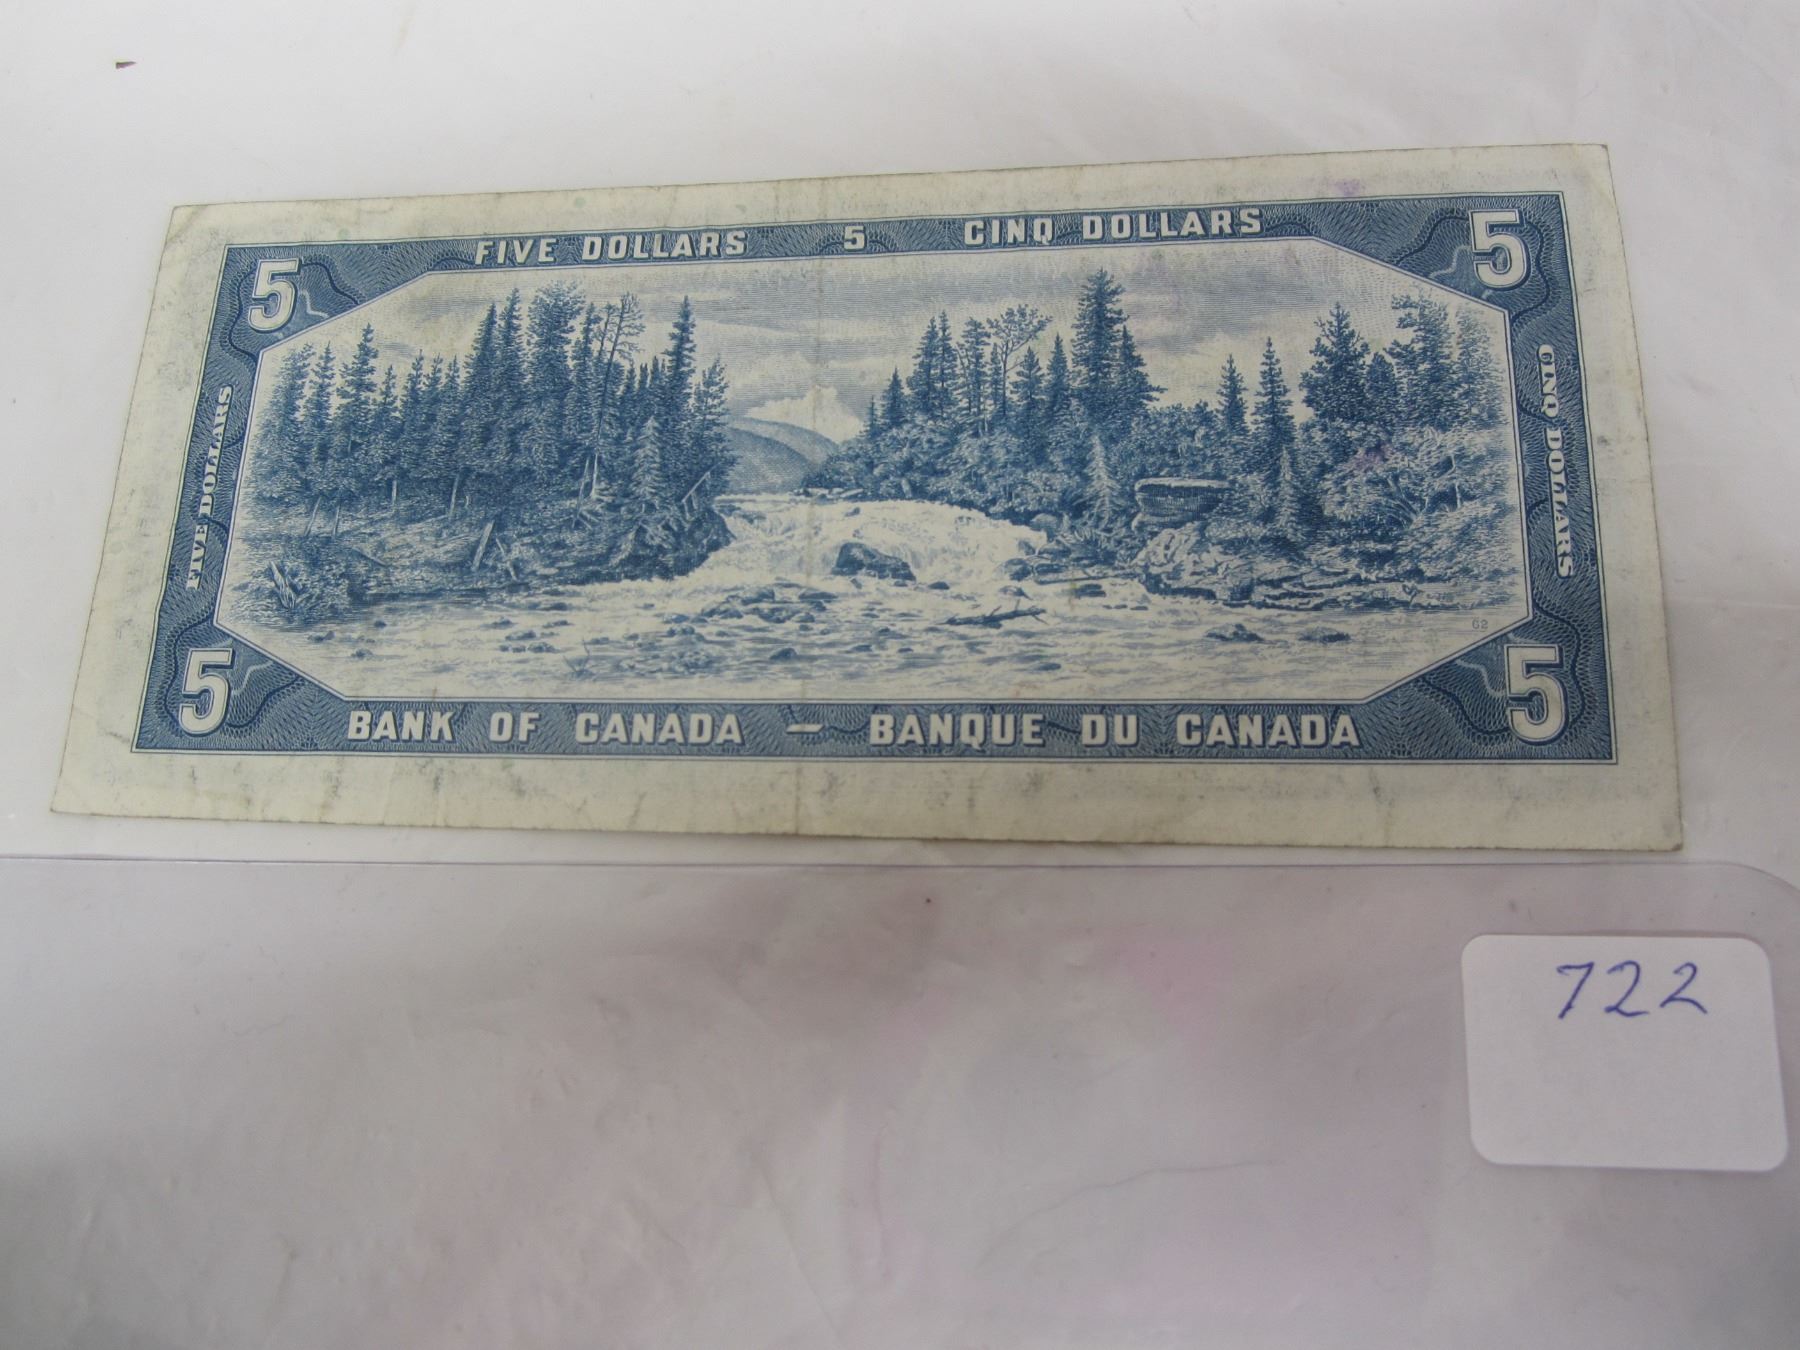 FIVE DOLLARS 5 CINQ DOLLARS
5 5
FIVE DOLLARS
CINQ DOLLARS
62
5 5
BANK OF CANADA - BANQUE DU CANADA
722